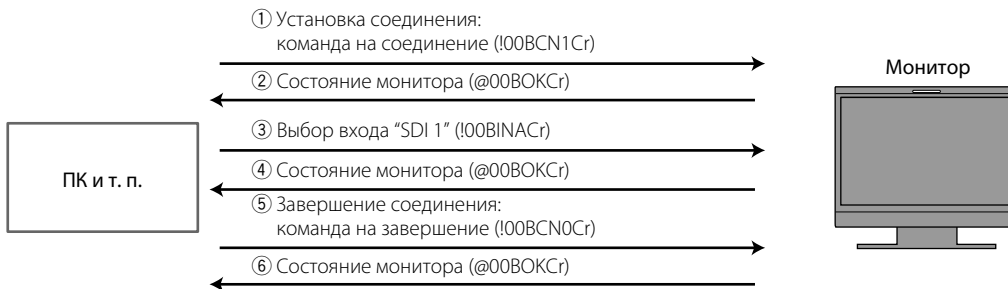 ① Установка соединения:
команда на соединение (!00BCN1Cr)
② Состояние монитора (@00BOKCr)
③ Выбор входа “SDI 1” (!00BINACr)
④ Состояние монитора (@00BOKCr)
⑤ Завершение соединения:
команда на завершение (!00BCN0Cr)
⑥ Состояние монитора (@00BOKCr)
ПК и т. п.
Монитор